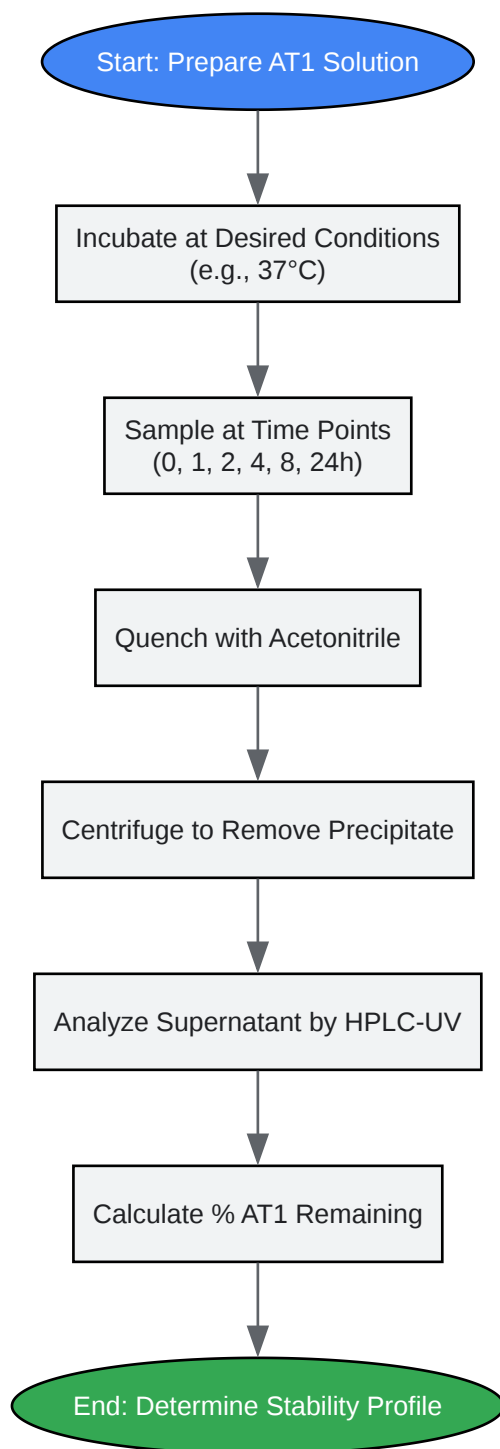 Start: Prepare AT1 Solution
Incubate at Desired Conditions
(e.g., 37°C)
Sample at Time Points
(0, 1, 2, 4, 8, 24h)
Quench with Acetonitrile
Centrifuge to Remove Precipitate
Analyze Supernatant by HPLC-UV
Calculate % AT1 Remaining
End: Determine Stability Profile